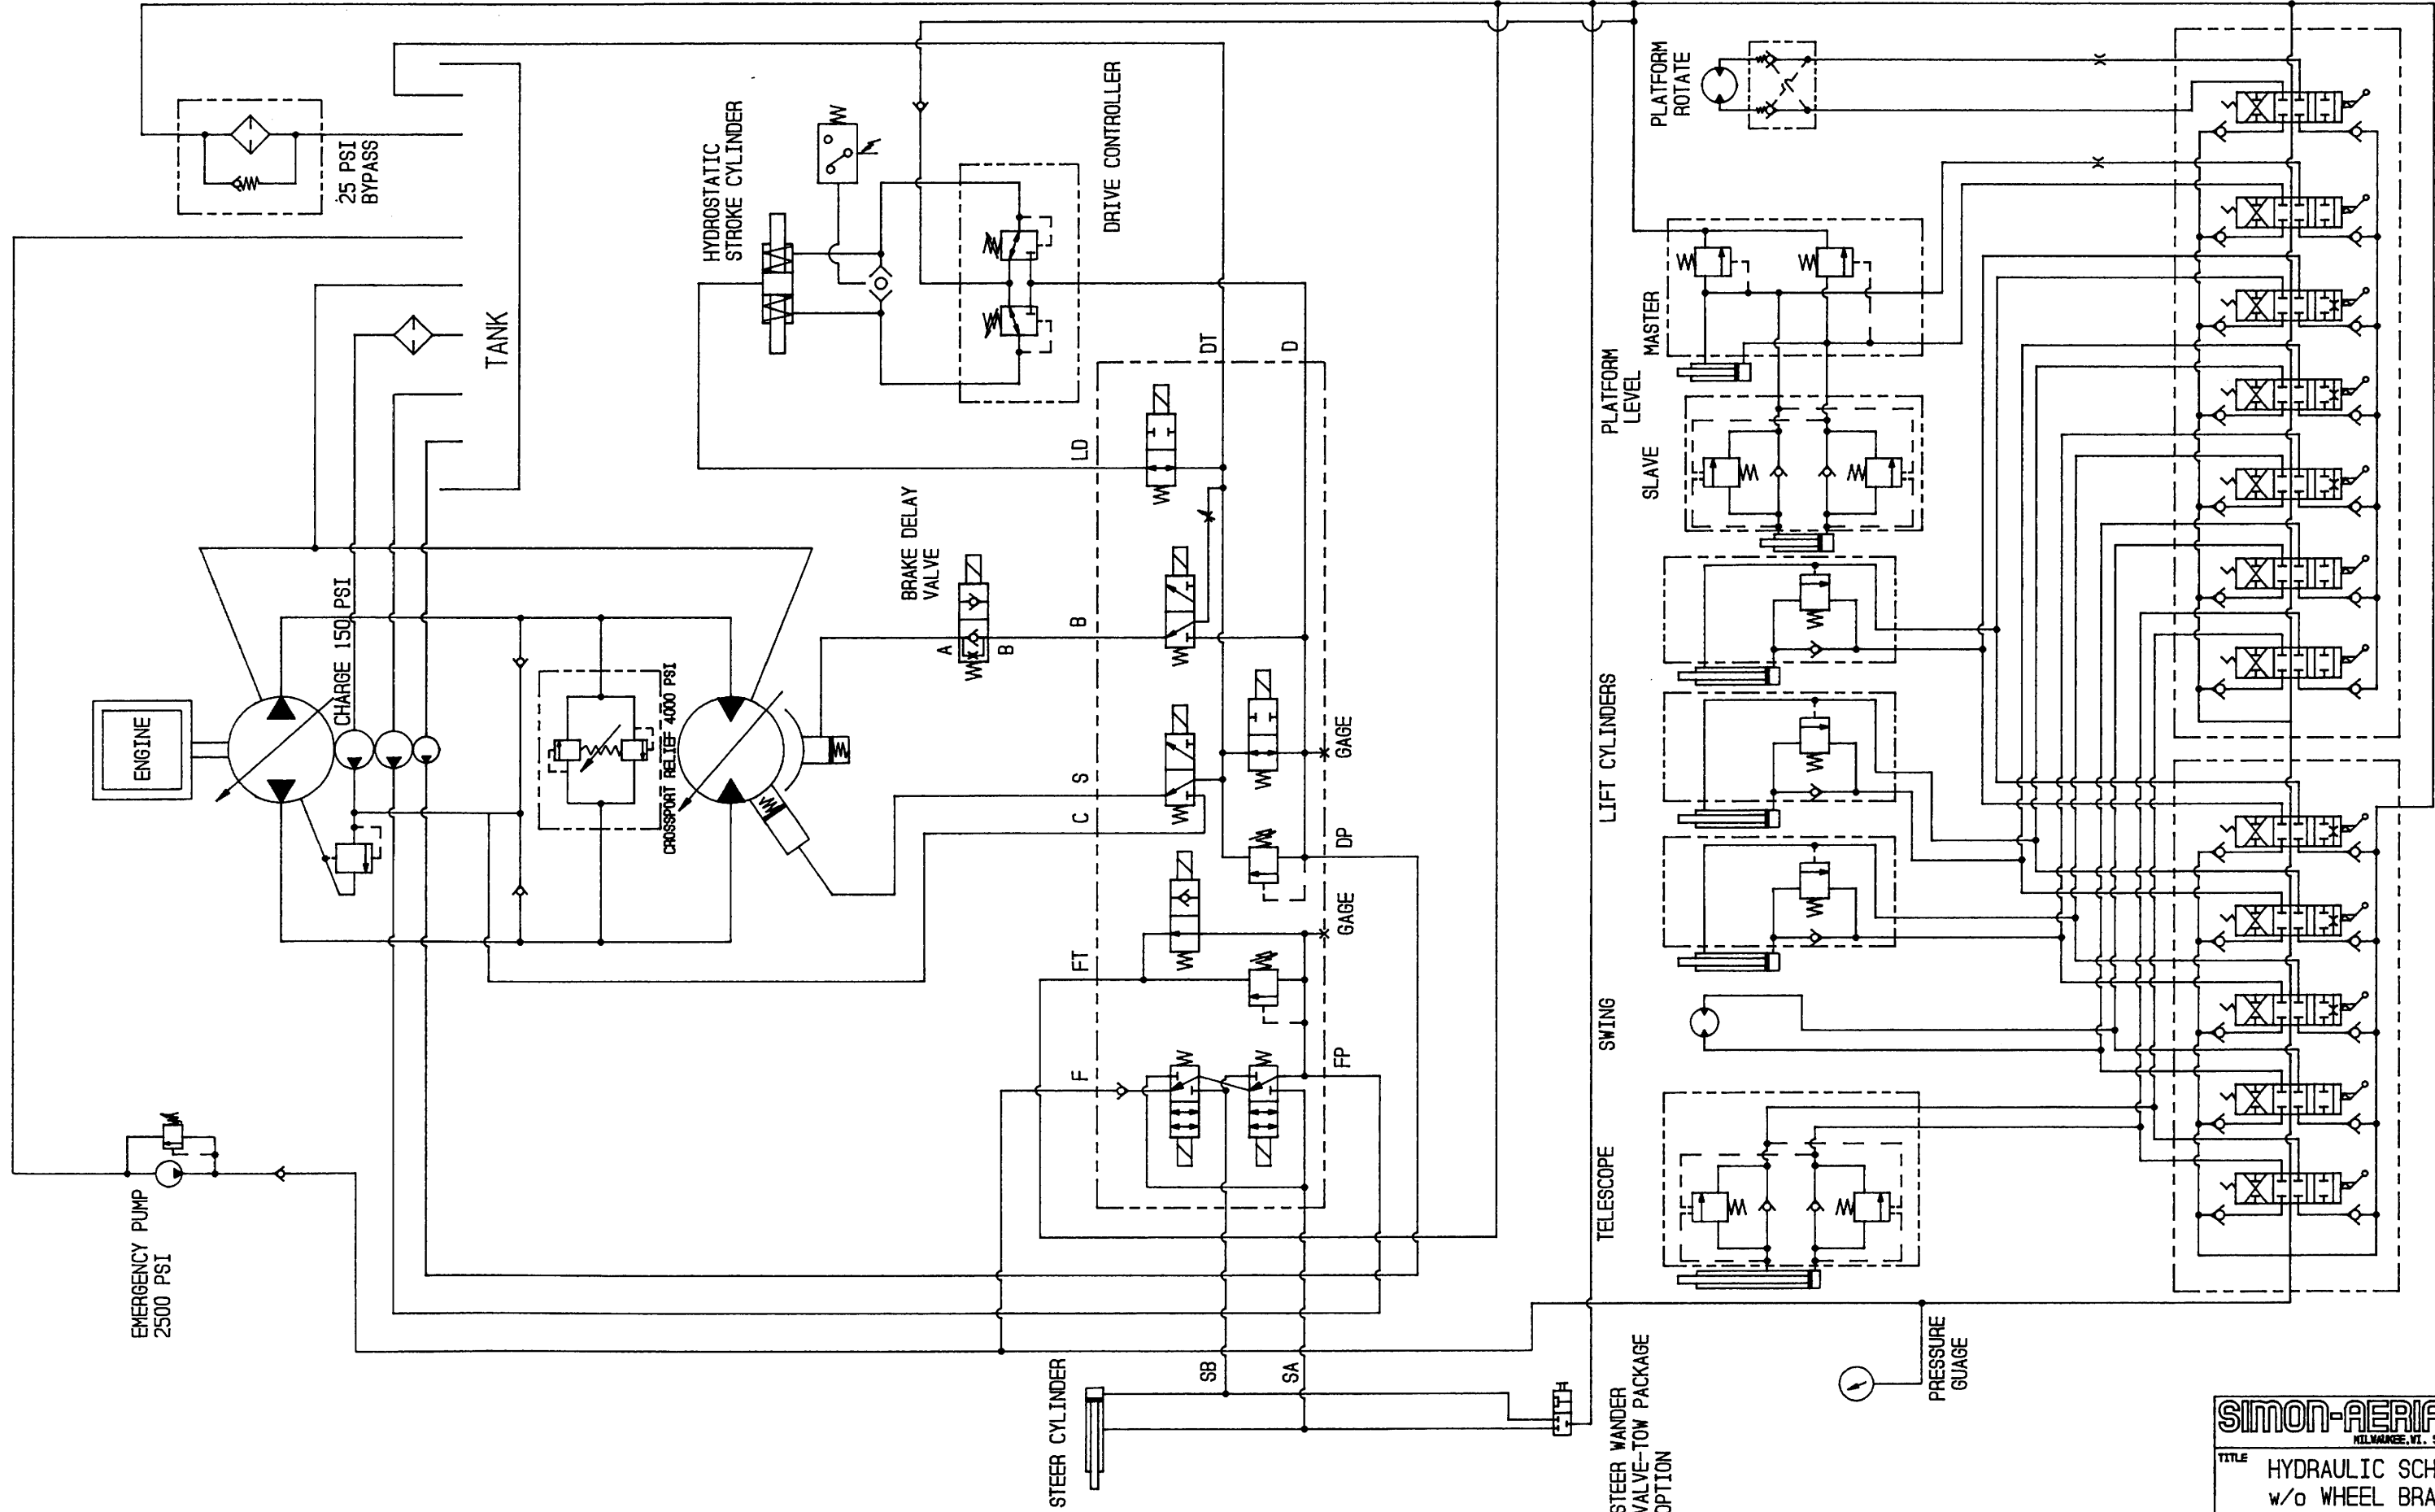 25 PSI
BYPASS
TANK
ENGINE
CHARGE 150 PSI
CROSSPORT RELIEF 4000 PSI
EMERGENCY PUMP
2500 PSI
HYDROSTATIC
STROKE CYLINDER
DRIVE CONTROLLER
BRAKE DELAY
VALVE
A
B
B
LD
DT
D
C
S
GAGE
DP
GAGE
FT
F
FP
SB
SA
STEER CYLINDER
STEER WANDER
VALVE-TOW PACKAGE
OPTION
PLATFORM
ROTATE
MASTER
PLATFORM
LEVEL
SLAVE
LIFT CYLINDERS
SWING
TELESCOPE
PRESSURE
GUAGE
SIMON-AERIA
MILWAUKEE, WI.
TITLE
HYDRAULIC SCH
w/o WHEEL BRA